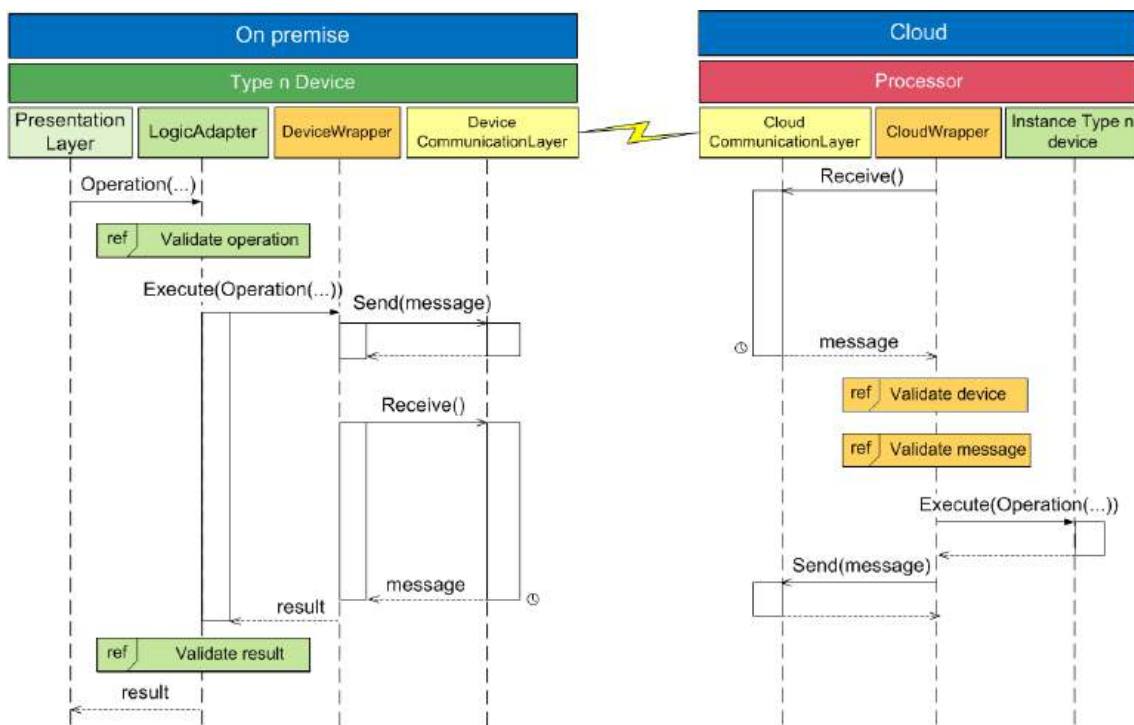 On premise
Cloud
Type n Device
Processor
Presentation
Layer
LogicAdapter
DeviceWrapper
Device
CommunicationLayer
Cloud
CommunicationLayer
CloudWrapper
Instance Type n
device
Operation(...)
Receive()
ref Validate operation
Execute(Operation(...))
Send(message)
message
ref Validate device
Receive()
ref Validate message
Execute(Operation(...))
Send(message)
message
result
ref Validate result
result